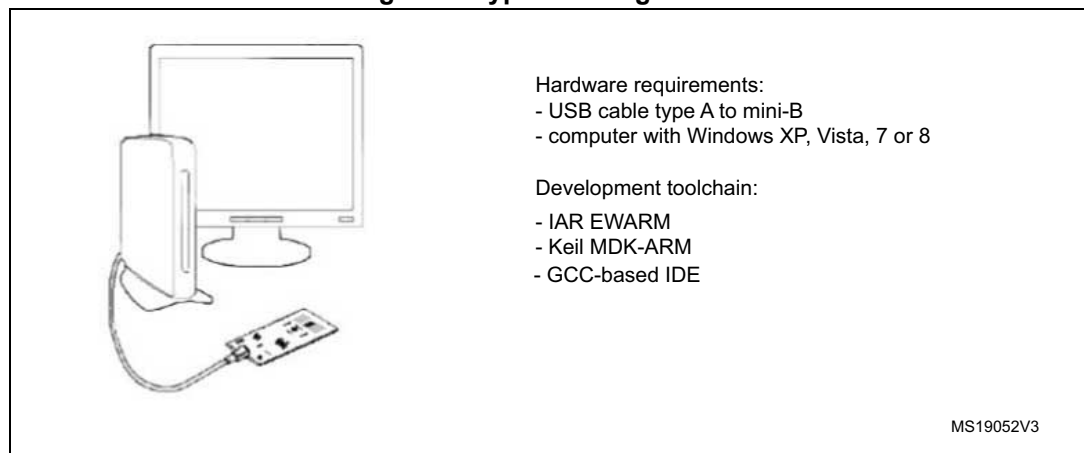 Hardware requirements:
- USB cable type A to mini-B
- computer with Windows XP, Vista, 7 or 8
Development toolchain:
- IAR EWARM
- Keil MDK-ARM
- GCC-based IDE
MS19052V3